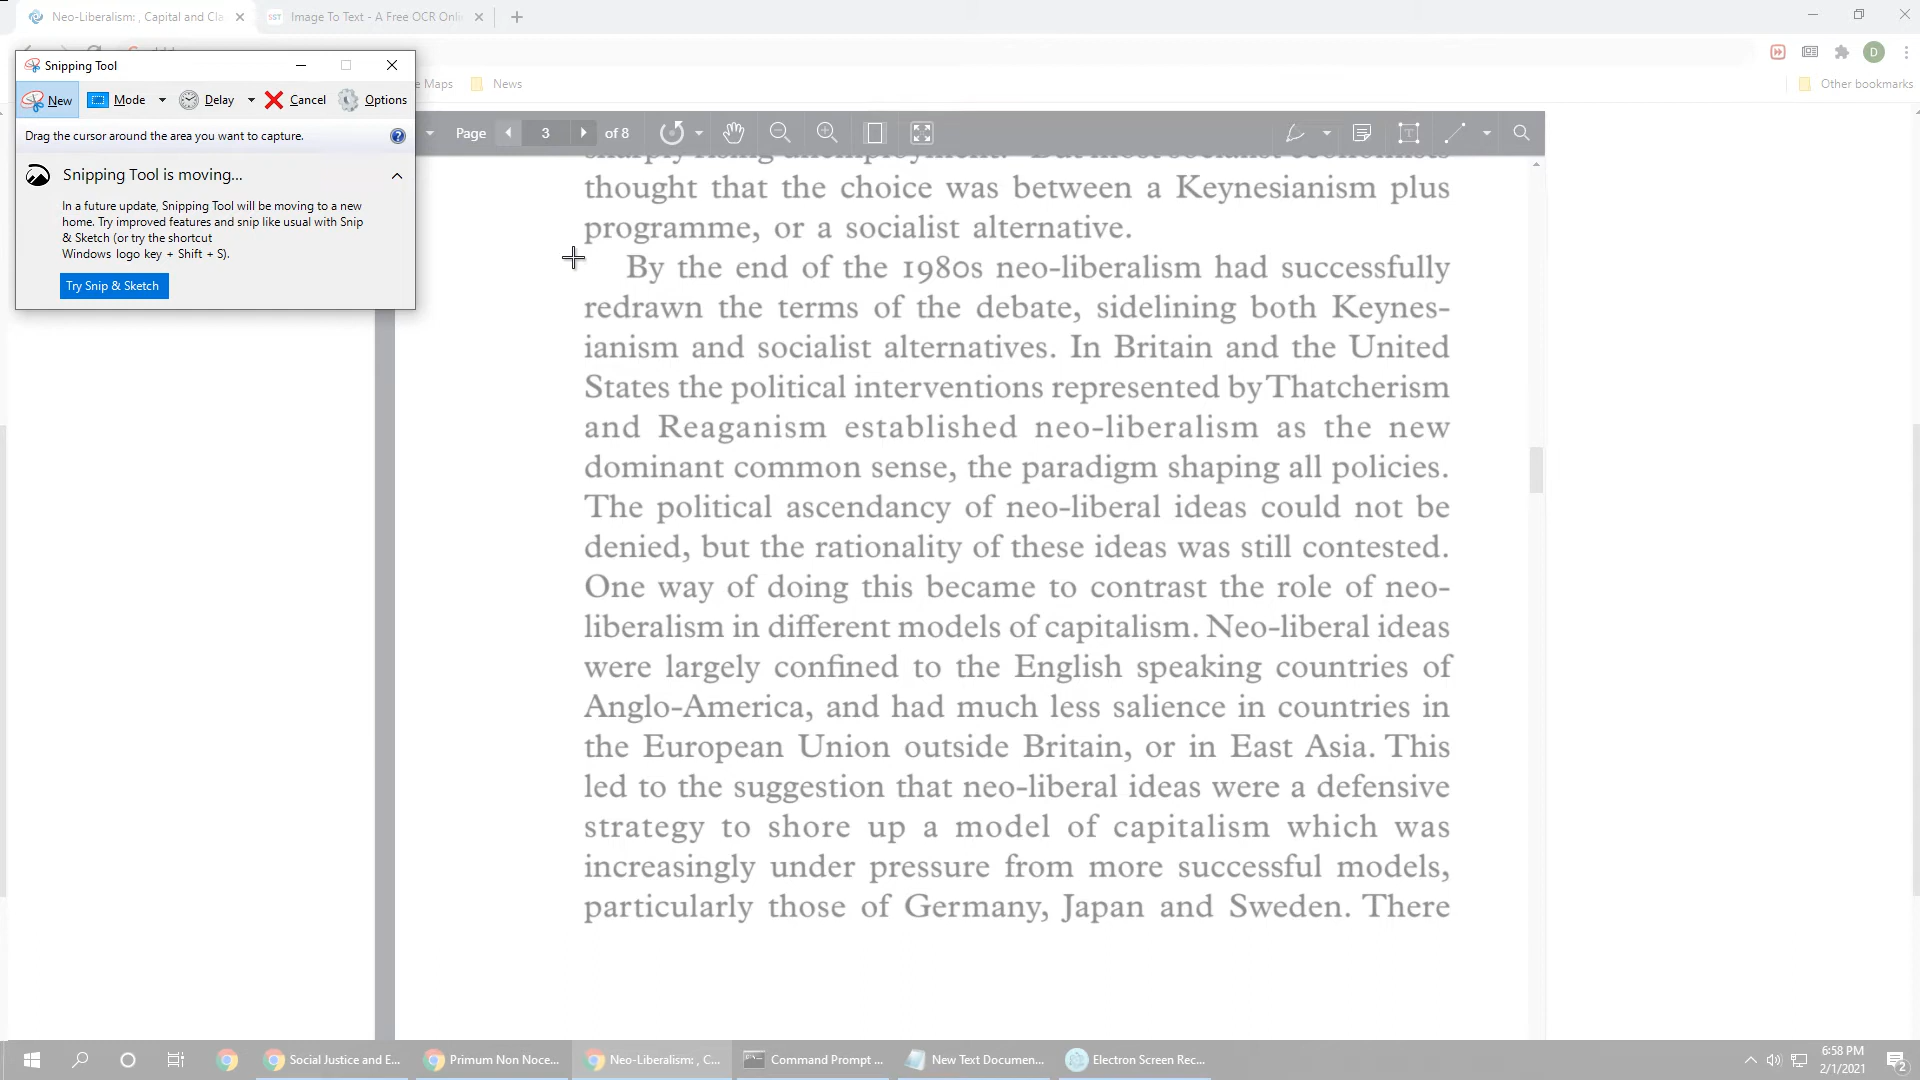 Neo-Liberalism: , Capital and Cla
Image To Text - A Free OCR Onli
Snipping Tool
New
Mode
Delay
Cancel
Options
Drag the cursor around the area you want to capture.
Snipping Tool is moving...
In a future update, Snipping Tool will be moving to a new
home. Try improved features and snip like usual with Snip
& Sketch (or try the shortcut
Windows logo key + Shift + S).
Try Snip & Sketch
e Maps
News
D
Other bookmarks
Page
3
of 8
sharply rising unemployment. But most socialist economists
thought that the choice was between a Keynesianism plus
programme, or a socialist alternative.
By the end of the 1980s neo-liberalism had successfully
redrawn the terms of the debate, sidelining both Keynes-
ianism and socialist alternatives. In Britain and the United
States the political interventions represented by Thatcherism
and Reaganism established neo-liberalism as the new
dominant common sense, the paradigm shaping all policies.
The political ascendancy of neo-liberal ideas could not be
denied, but the rationality of these ideas was still contested.
One way of doing this became to contrast the role of neo-
liberalism in different models of capitalism. Neo-liberal ideas
were largely confined to the English speaking countries of
Anglo-America, and had much less salience in countries in
the European Union outside Britain, or in East Asia. This
led to the suggestion that neo-liberal ideas were a defensive
strategy to shore up a model of capitalism which was
increasingly under pressure from more successful models,
particularly those of Germany, Japan and Sweden. There
Social Justice and E...
Primum Non Noce...
Neo-Liberalism: , C...
Command Prompt ...
New Text Documen...
Electron Screen Rec...
6:58 PM
2/1/2021
2